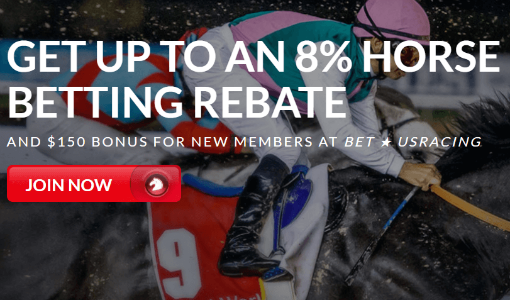 GET UP TO AN 8% HORSE
BETTING REBATE
AND $150 BONUS FOR NEW MEMBERS AT BET ★ USRACING
JOIN NOW
9